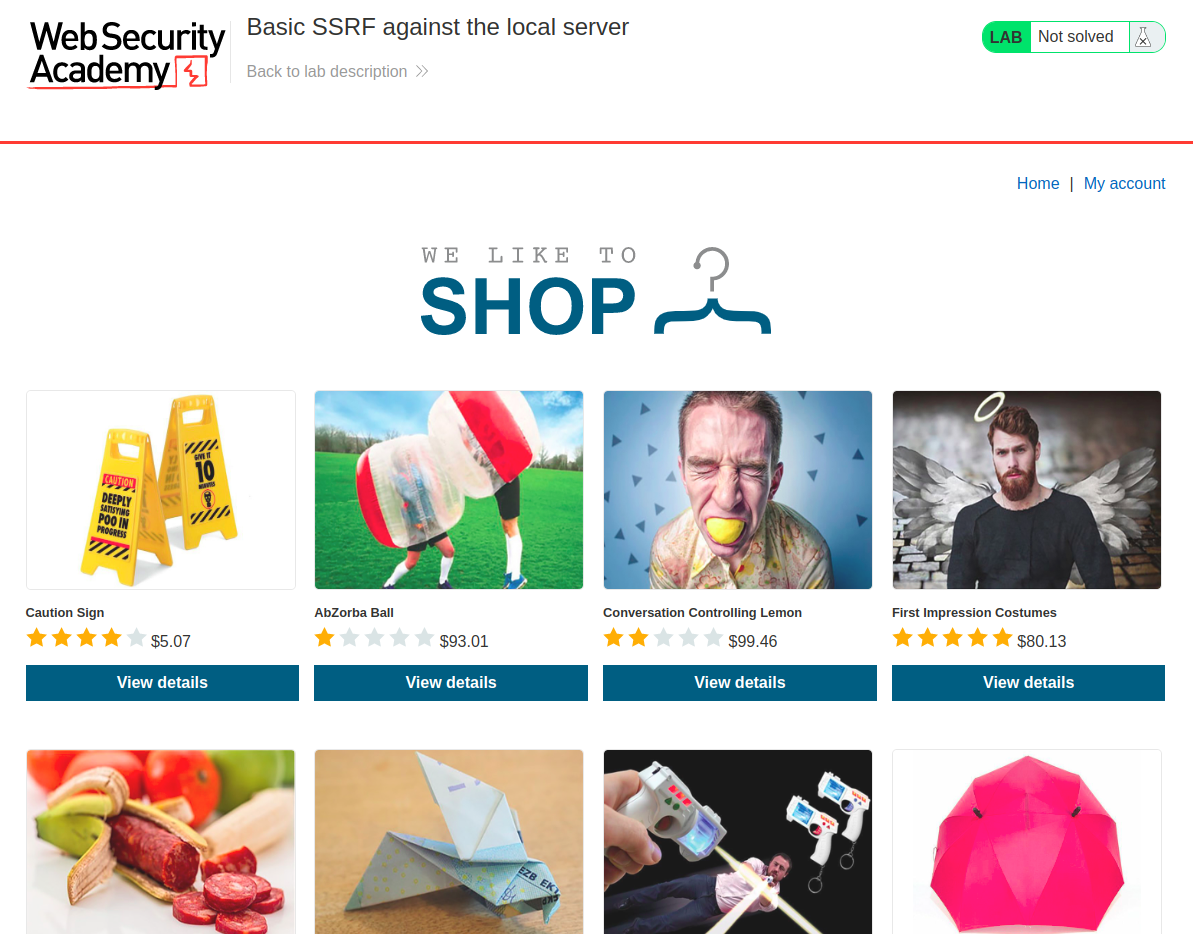 Web Security
Academy
Basic SSRF against the local server
Back to lab description
LAB
Not solved
Home | My account
WE LIKE TO
SHOP
CAUTION
DEEPLY
SATISFYING
POO IN
PROGRESS
GIVE IT
10
MINUTES
Caution Sign
$5.07
View details
AbZorba Ball
$93.01
View details
Conversation Controlling Lemon
$99.46
View details
First Impression Costumes
$80.13
View details
EZB EKT